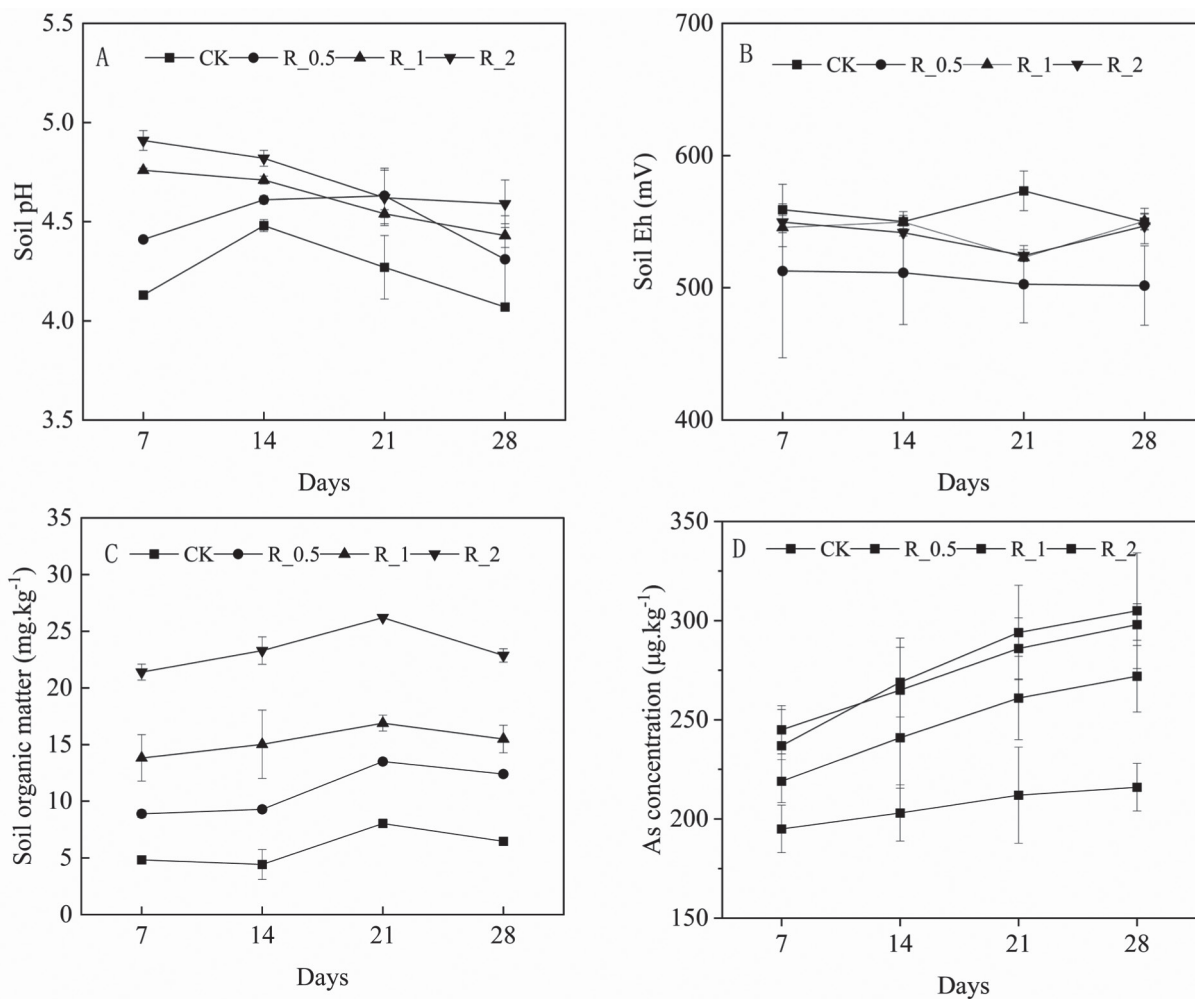 A
CK R_0.5 R_1 R_2
Soil pH
5.5
5.0
4.5
4.0
3.5
7 14 21 28
Days
B
CK R_0.5 R_1 R_2
Soil Eh (mV)
700
600
500
400
7 14 21 28
Days
C
CK R_0.5 R_1 R_2
Soil organic matter (mg.kg⁻¹)
35
30
25
20
15
10
5
0
7 14 21 28
Days
D
CK R_0.5 R_1 R_2
As concentration (μg.kg⁻¹)
350
300
250
200
150
7 14 21 28
Days